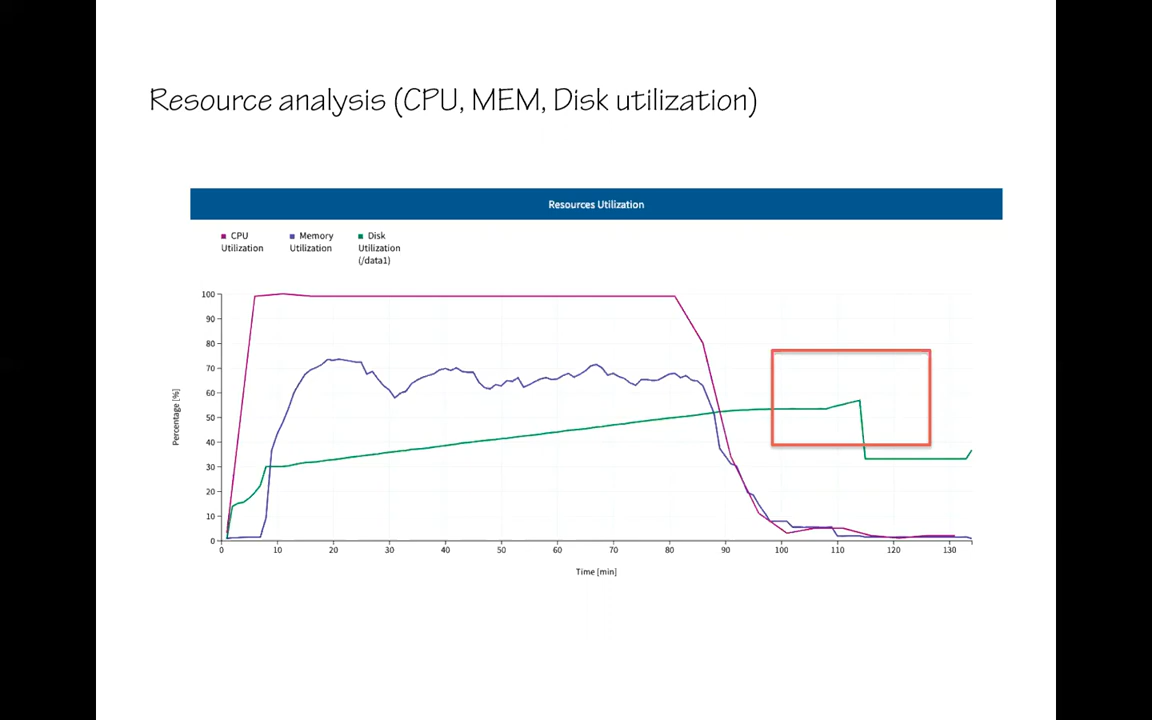 Resource analysis (CPU, MEM, Disk utilization)
Resources Utilization
CPU Utilization
Memory Utilization
Disk Utilization (/data1)
100
90
80
70
60
50
40
30
20
10
0
Percentage [%]
0 10 20 30 40 50 60 70 80 90 100 110 120 130
Time [min]